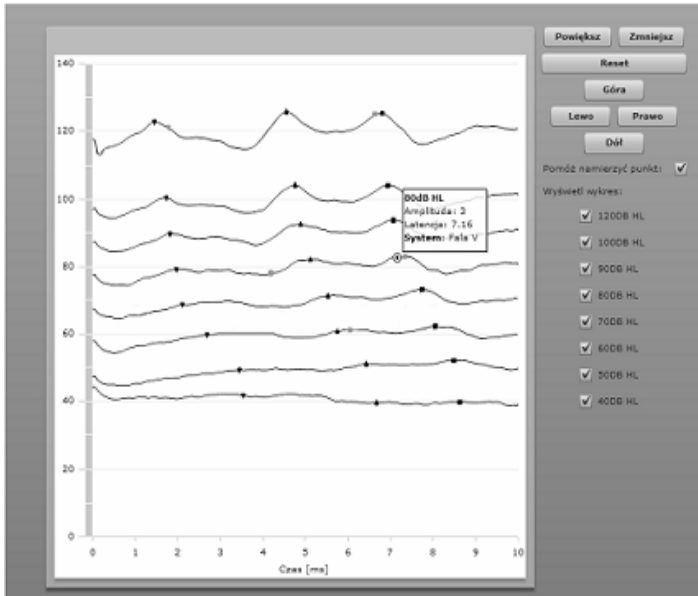 Powiększ Zmniejsz
Reset
Góra
Lewo Prawo
Dół
Pomóż namierzyć punkt:
Wyświetl wykres:
120DB HL
100DB HL
90DB HL
80DB HL
70DB HL
60DB HL
50DB HL
40DB HL
140
120
100
80
60
40
20
0
80dB HL
Amplituda: 3
Latencja: 7.16
System: Fala V
0 1 2 3 4 5 6 7 8 9 10
Czas [ms]